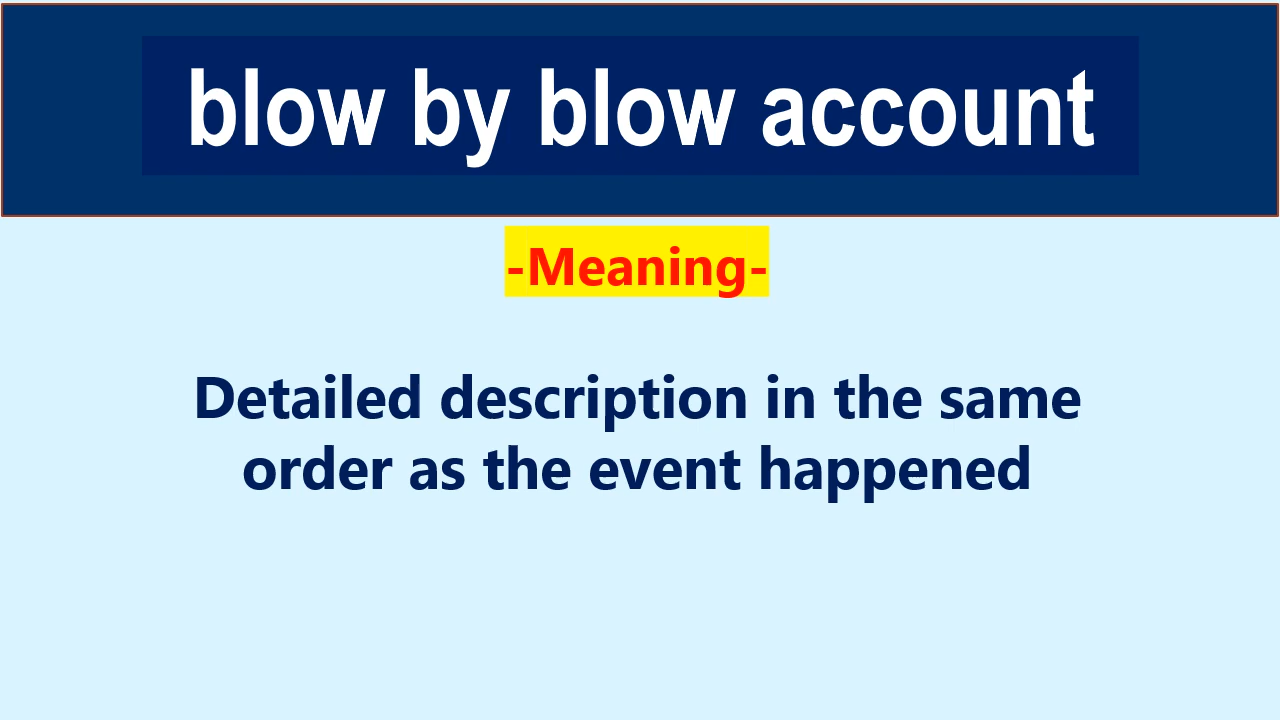 blow by blow account
-Meaning-
Detailed description in the same
order as the event happened